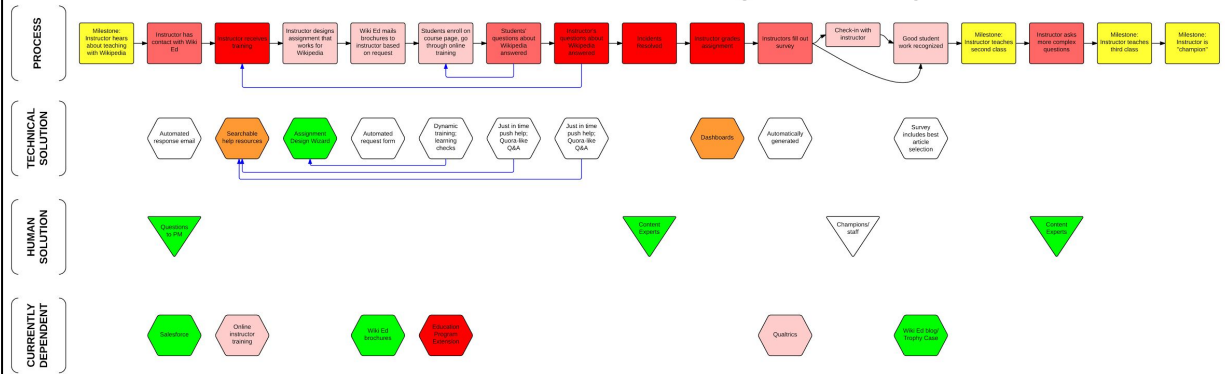 PROCESS
Milestone:
Instructor hears
about teaching
with Wikipedia
Instructor has
contact with Wiki
Ed
Instructor receives
training
Instructor designs
assignment that
works for
Wikipedia
Wiki Ed mails
brochures to
instructor based
on request
Students enroll on
course page, go
through online
training
Students'
questions about
Wikipedia
answered
Instructor's
questions about
Wikipedia
answered
Incidents
Resolved
Instructor grades
assignment
Instructors fill out
survey
Check-in with
instructor
Good student
work recognized
Milestone:
Instructor teaches
second class
Instructor asks
more complex
questions
Milestone:
Instructor teaches
third class
Milestone:
Instructor is
"champion"
TECHNICAL
SOLUTION
Automated
response email
Searchable
help resources
Assignment
Design Wizard
Automated
request form
Dynamic
training;
learning
checks
Just in time
push help;
Quora-like
Q&A
Just in time
push help;
Quora-like
Q&A
Dashboards
Automatically
generated
Survey
includes best
article
selection
HUMAN
SOLUTION
Questions
to PM
Content
Experts
Champions/
staff
Content
Experts
CURRENTLY
DEPENDENT
Salesforce
Online
instructor
training
Wiki Ed
brochures
Education
Program
Extension
Qualtrics
Wiki Ed blog/
Trophy Case